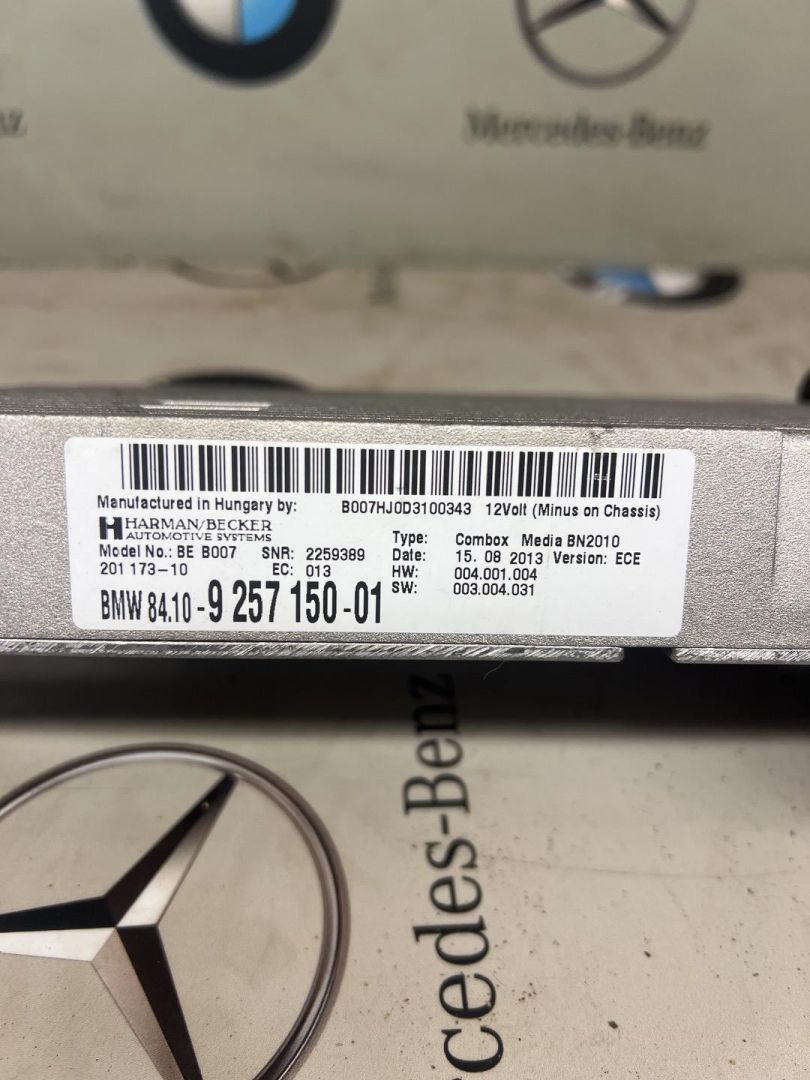 Mercedes-Benz
Manufactured in Hungary by: B007HJ0D3100343 12Volt (Minus on Chassis)
HARMAN/BECKER
AUTOMOTIVE SYSTEMS
Model No.: BE B007 SNR: 2259389
201 173-10 EC: 013
BMW 84.10-9 257 150-01
Type: Combox Media BN2010
Date: 15. 08 2013 Version: ECE
HW: 004.001.004
SW: 003.004.031
cedes-Benz